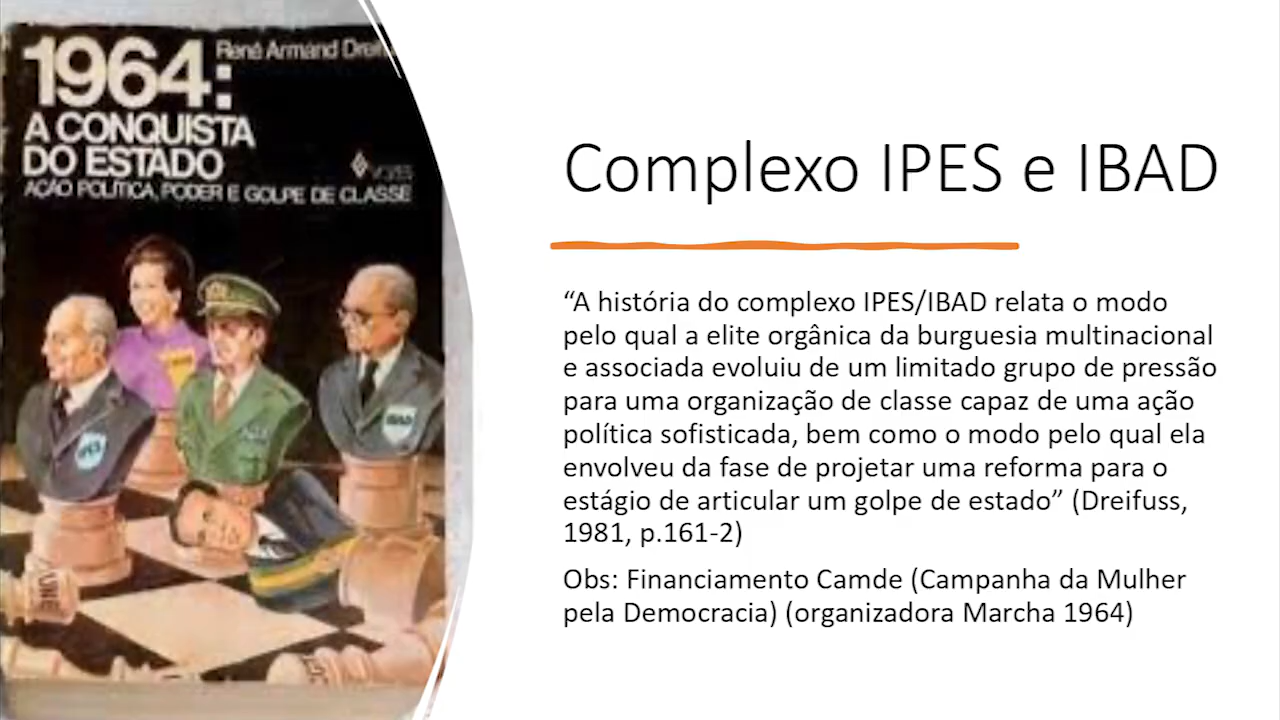 1964:
René Armand
A CONQUISTA
DO ESTADO
VOZES
AÇÃO POLÍTICA, PODER E GOLPE DE CLASSE
IPES
IBAD
UNE
Complexo IPES e IBAD
“A história do complexo IPES/IBAD relata o modo
pelo qual a elite orgânica da burguesia multinacional
e associada evoluiu de um limitado grupo de pressão
para uma organização de classe capaz de uma ação
política sofisticada, bem como o modo pelo qual ela
envolveu da fase de projetar uma reforma para o
estágio de articular um golpe de estado” (Dreifuss,
1981, p.161-2)
Obs: Financiamento Camde (Campanha da Mulher
pela Democracia) (organizadora Marcha 1964)